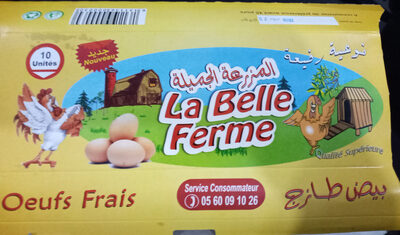 10
Unités
جديد
Nouveau
المزرعة الجميلة
La Belle
Ferme
نوعية رفيعة
Qualité Supérieure
Oeufs Frais
Service Consommateur
05 60 09 10 26
بيض طازج